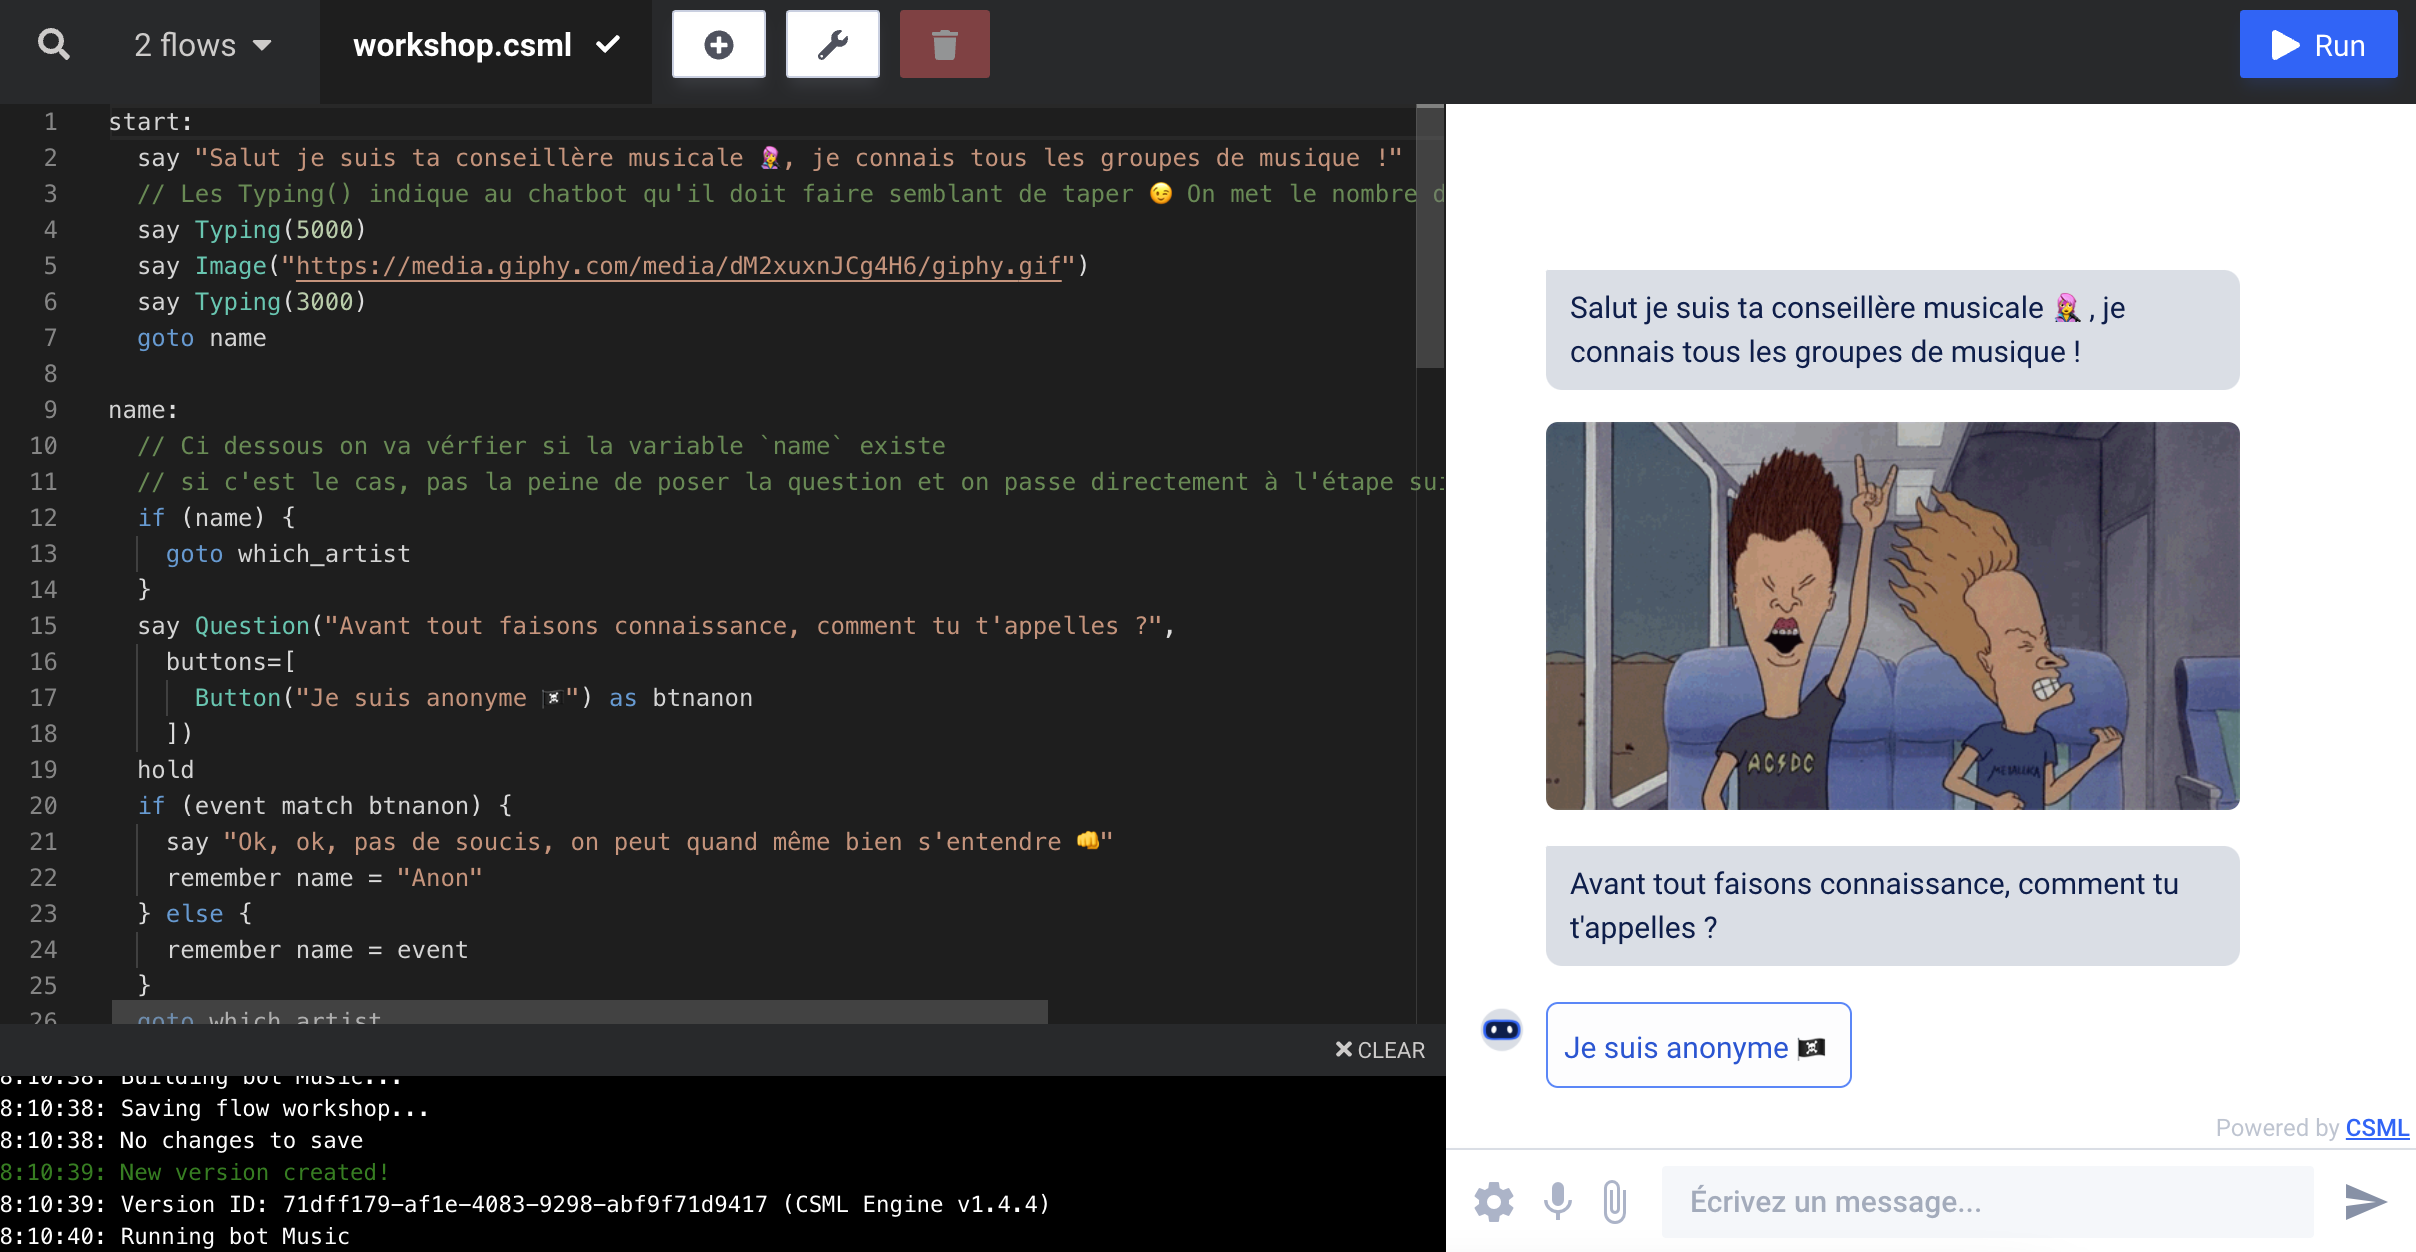 2 flows
workshop.csml
Run
1 start:
2 say "Salut je suis ta conseillère musicale 👩‍🎤, je connais tous les groupes de musique !"
3 // Les Typing() indique au chatbot qu'il doit faire semblant de taper 😉 On met le nombre d
4 say Typing(5000)
5 say Image("https://media.giphy.com/media/dM2xuxnJCg4H6/giphy.gif")
6 say Typing(3000)
7 goto name
8
9 name:
10 // Ci dessous on va vérfier si la variable `name` existe
11 // si c'est le cas, pas la peine de poser la question et on passe directement à l'étape sui
12 if (name) {
13 goto which_artist
14 }
15 say Question("Avant tout faisons connaissance, comment tu t'appelles ?",
16 buttons=[
17 Button("Je suis anonyme 🏴‍☠️") as btnanon
18 ])
19 hold
20 if (event match btnanon) {
21 say "Ok, ok, pas de soucis, on peut quand même bien s'entendre 👊"
22 remember name = "Anon"
23 } else {
24 remember name = event
25 }
26 goto which_artist
CLEAR
8:10:38: Building bot Music...
8:10:38: Saving flow workshop...
8:10:38: No changes to save
8:10:39: New version created!
8:10:39: Version ID: 71dff179-af1e-4083-9298-abf9f71d9417 (CSML Engine v1.4.4)
8:10:40: Running bot Music
Salut je suis ta conseillère musicale 👩‍🎤 , je
connais tous les groupes de musique !
AC⚡DC
Avant tout faisons connaissance, comment tu
t'appelles ?
Je suis anonyme 🏴‍☠️
Powered by CSML
Écrivez un message...